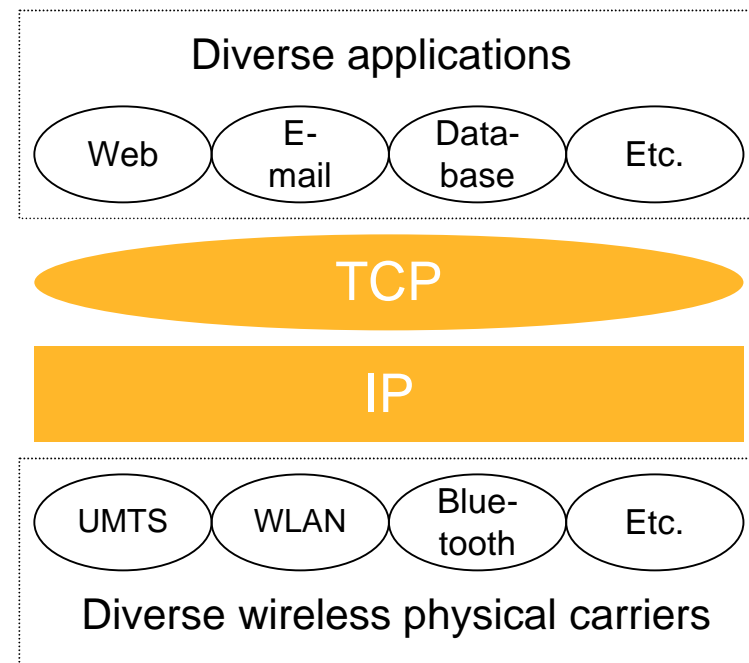 Diverse applications
Web
E-
mail
Data-
base
Etc.
TCP
IP
UMTS
WLAN
Blue-
tooth
Etc.
Diverse wireless physical carriers